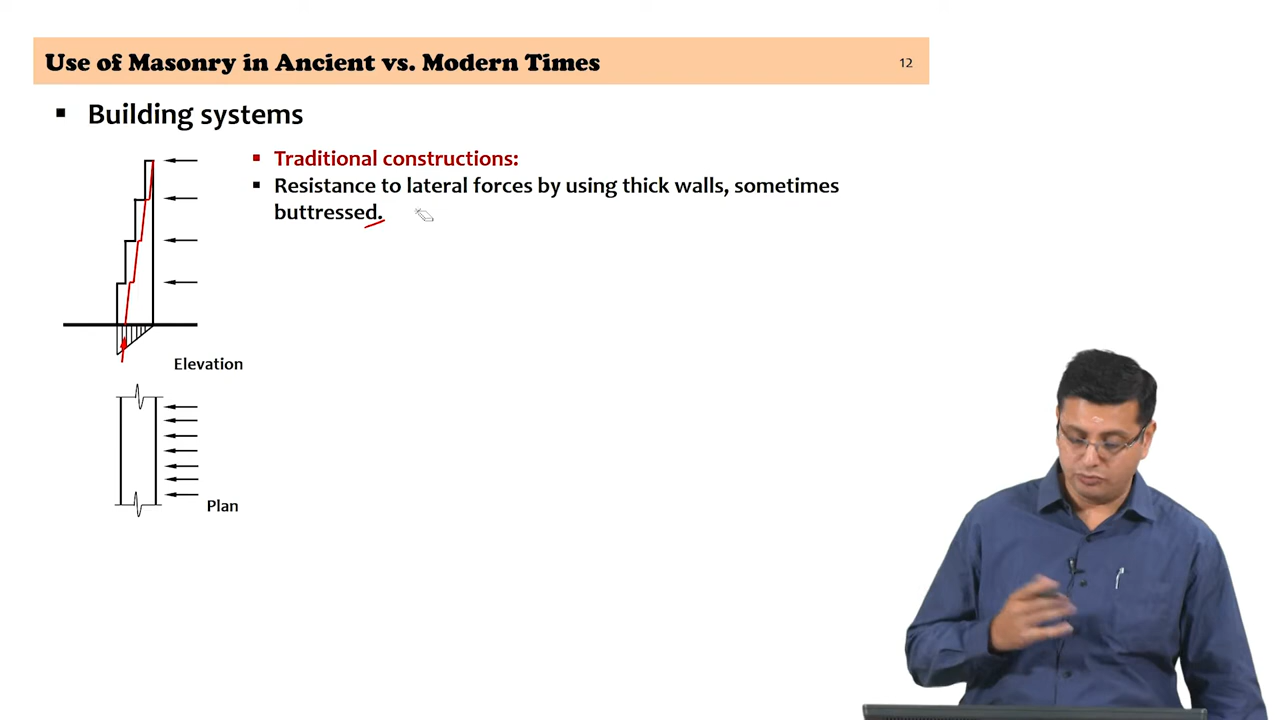 Use of Masonry in Ancient vs. Modern Times
12
▪ Building systems
▪ Traditional constructions:
▪ Resistance to lateral forces by using thick walls, sometimes
buttressed.
Elevation
Plan